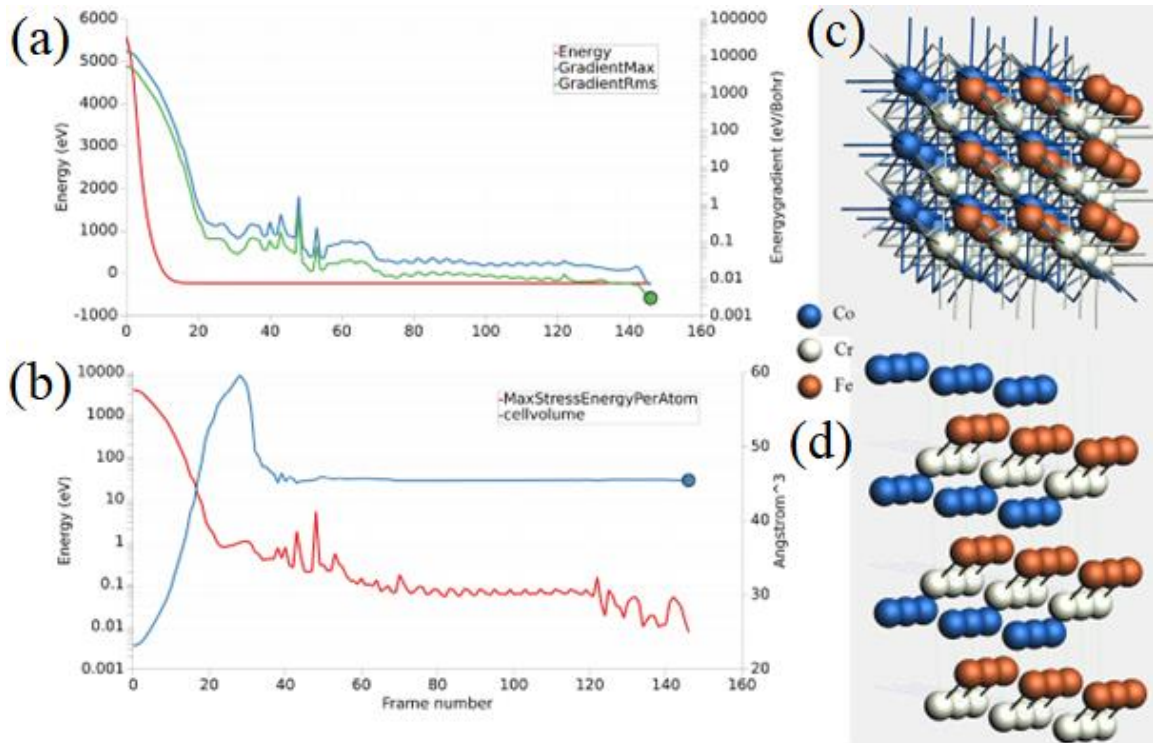 (a)
6000
5000
4000
3000
2000
1000
0
-1000
Energy (eV)
Energy
GradientMax
GradientRms
100000
10000
1000
100
10
1
0.1
0.01
0.001
Energygradient (eV/Bohr)
0 20 40 60 80 100 120 140 160
(b)
10000
1000
100
10
1
0.1
0.01
0.001
Energy (eV)
MaxStressEnergyPerAtom
cellvolume
60
50
40
30
20
Angstrom^3
0 20 40 60 80 100 120 140 160
Frame number
(c)
Co
Cr
Fe
(d)